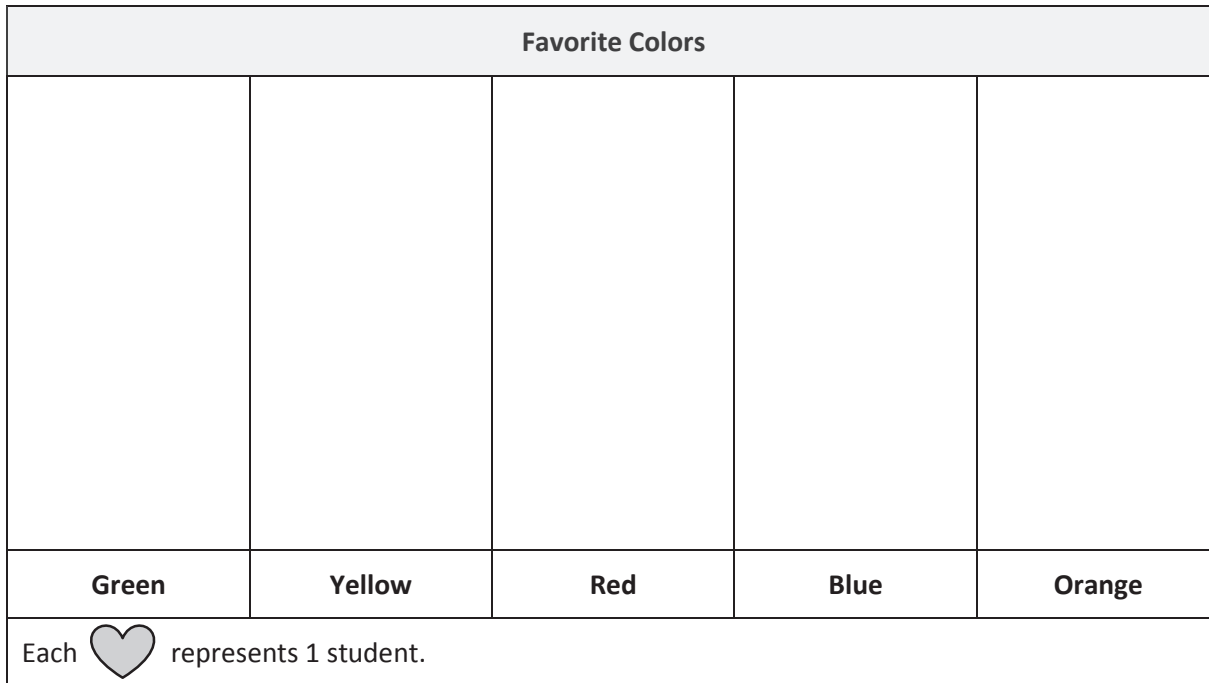 Favorite Colors
Green Yellow Red Blue Orange
Each represents 1 student.